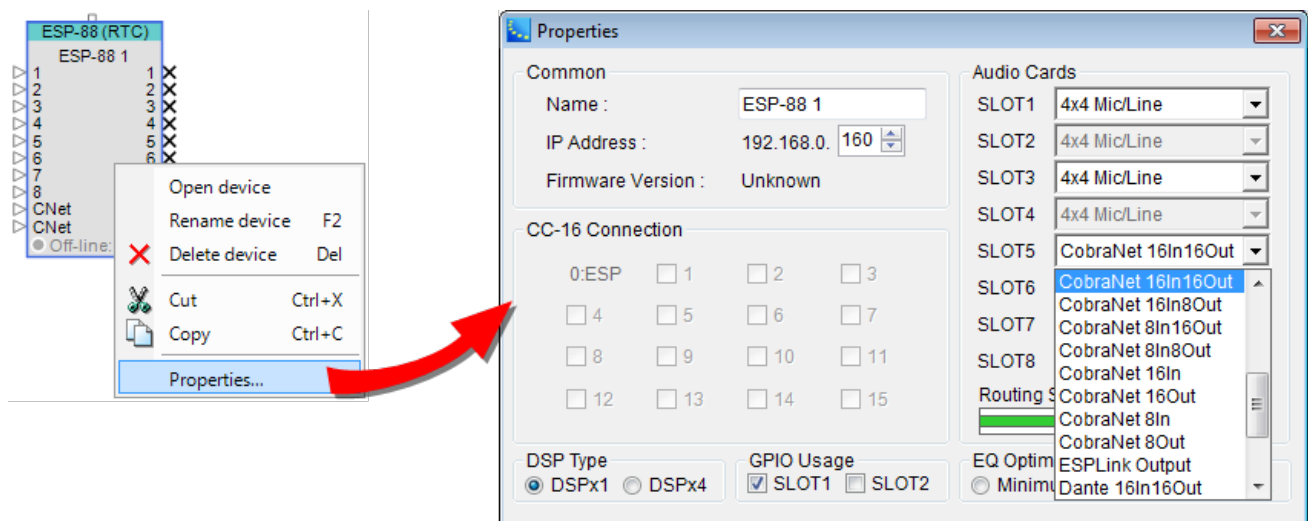 ESP-88 (RTC)
ESP-88 1
1 1
2 2
3 3
4 4
5 5
6 6
7
8
CNet
CNet
Off-line:
Open device
Rename device F2
Delete device Del
Cut Ctrl+X
Copy Ctrl+C
Properties...
Properties
Common
Name : ESP-88 1
IP Address : 192.168.0. 160
Firmware Version : Unknown
CC-16 Connection
0:ESP 1 2 3
4 5 6 7
8 9 10 11
12 13 14 15
DSP Type
DSPx1 DSPx4
GPIO Usage
SLOT1 SLOT2
Audio Cards
SLOT1 4x4 Mic/Line
SLOT2 4x4 Mic/Line
SLOT3 4x4 Mic/Line
SLOT4 4x4 Mic/Line
SLOT5 CobraNet 16In16Out
SLOT6
SLOT7
SLOT8
Routing
CobraNet 16In16Out
CobraNet 16In8Out
CobraNet 8In16Out
CobraNet 8In8Out
CobraNet 16In
CobraNet 16Out
CobraNet 8In
CobraNet 8Out
ESPLink Output
Dante 16In16Out
EQ Optim
Minimu